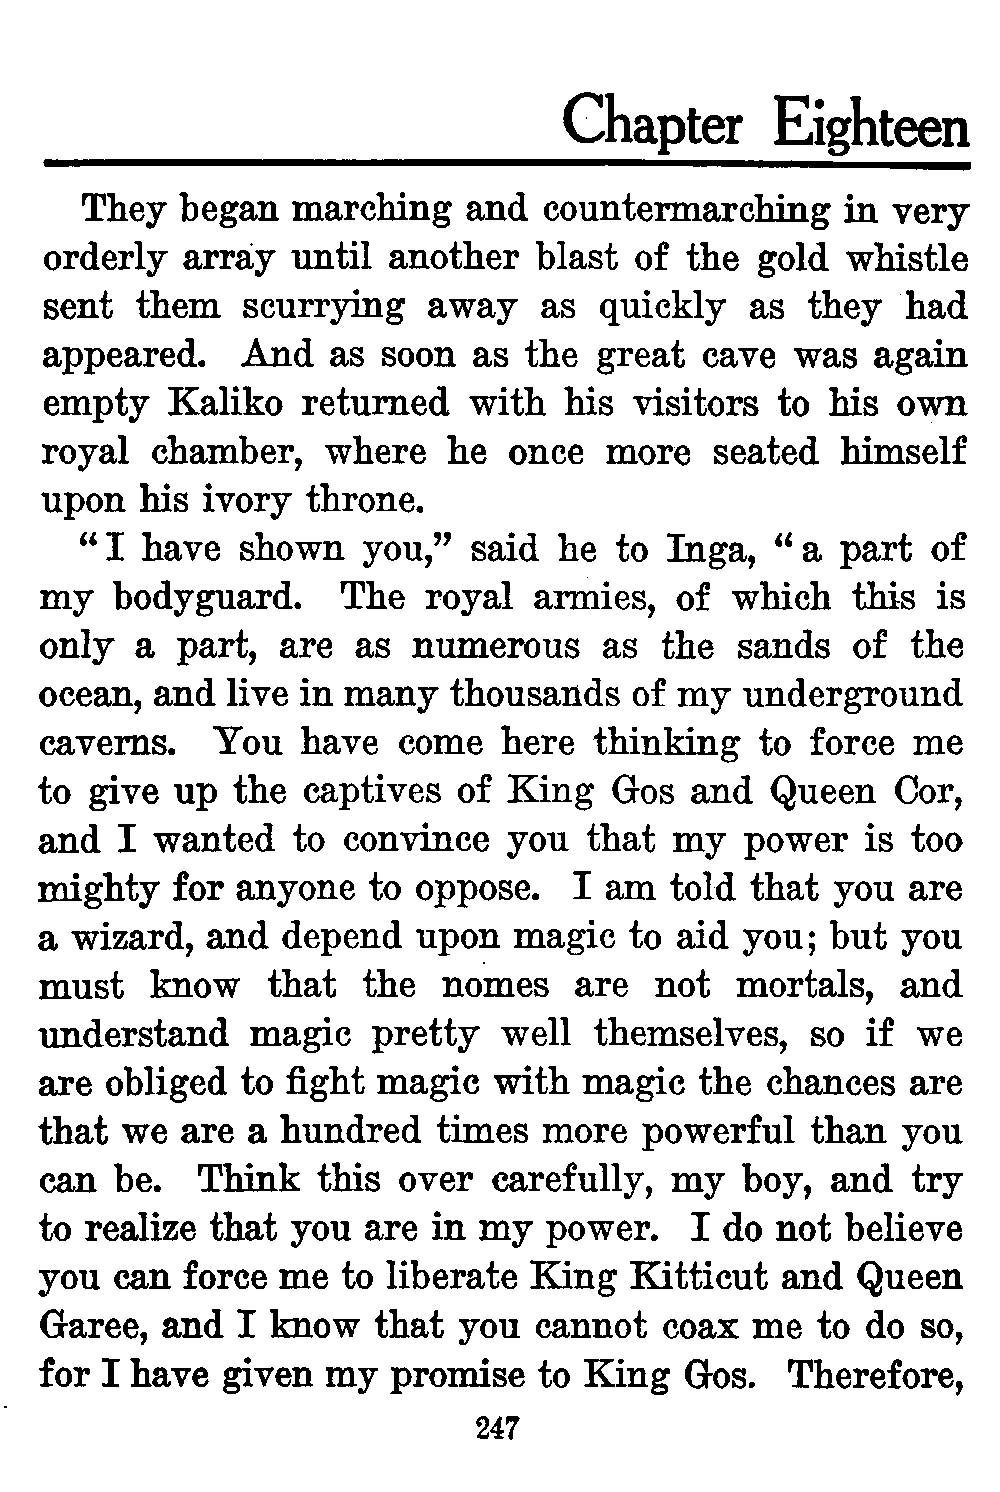 Chapter Eighteen
They began marching and countermarching in very
orderly array until another blast of the gold whistle
sent them scurrying away as quickly as they had
appeared. And as soon as the great cave was again
empty Kaliko returned with his visitors to his own
royal chamber, where he once more seated himself
upon his ivory throne.
“I have shown you,” said he to Inga, “a part of
my bodyguard. The royal armies, of which this is
only a part, are as numerous as the sands of the
ocean, and live in many thousands of my underground
caverns. You have come here thinking to force me
to give up the captives of King Gos and Queen Cor,
and I wanted to convince you that my power is too
mighty for anyone to oppose. I am told that you are
a wizard, and depend upon magic to aid you; but you
must know that the nomes are not mortals, and
understand magic pretty well themselves, so if we
are obliged to fight magic with magic the chances are
that we are a hundred times more powerful than you
can be. Think this over carefully, my boy, and try
to realize that you are in my power. I do not believe
you can force me to liberate King Kitticut and Queen
Garee, and I know that you cannot coax me to do so,
for I have given my promise to King Gos. Therefore,
247